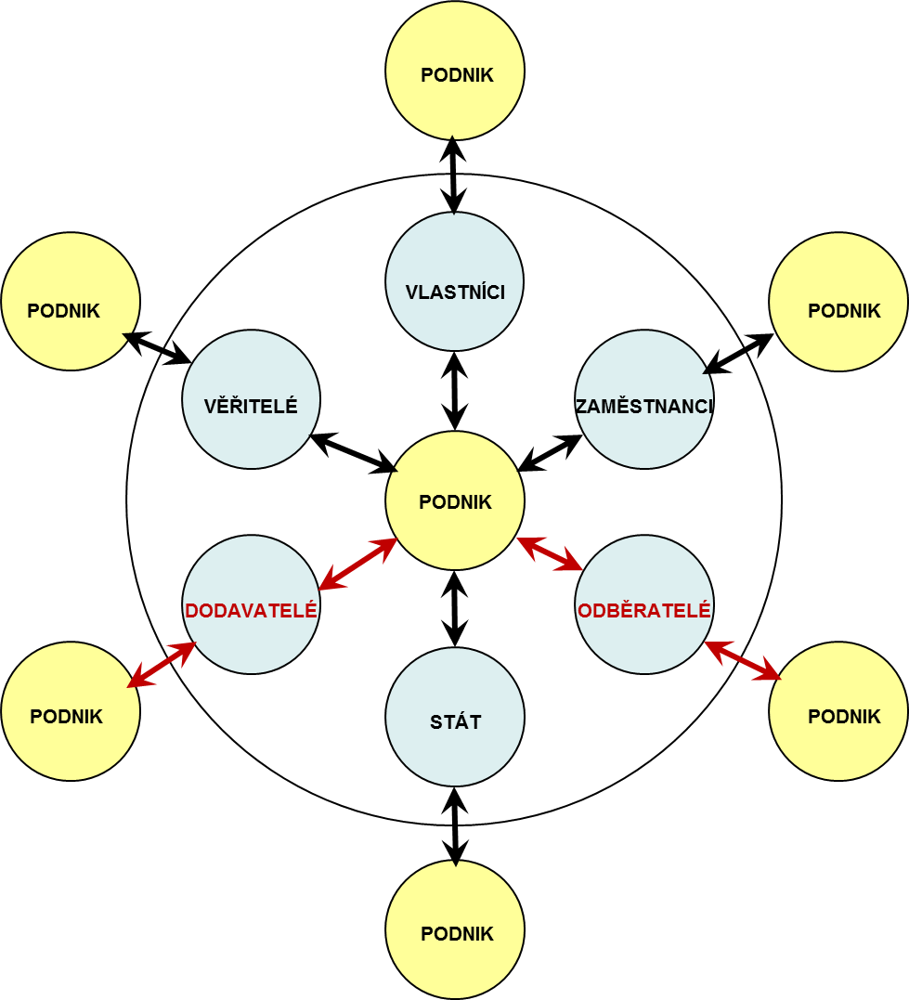 PODNIK
VLASTNÍCI
PODNIK
PODNIK
VĚŘITELÉ
ZAMĚSTNANCI
PODNIK
DODAVATELÉ
ODBĚRATELÉ
PODNIK
STÁT
PODNIK
PODNIK